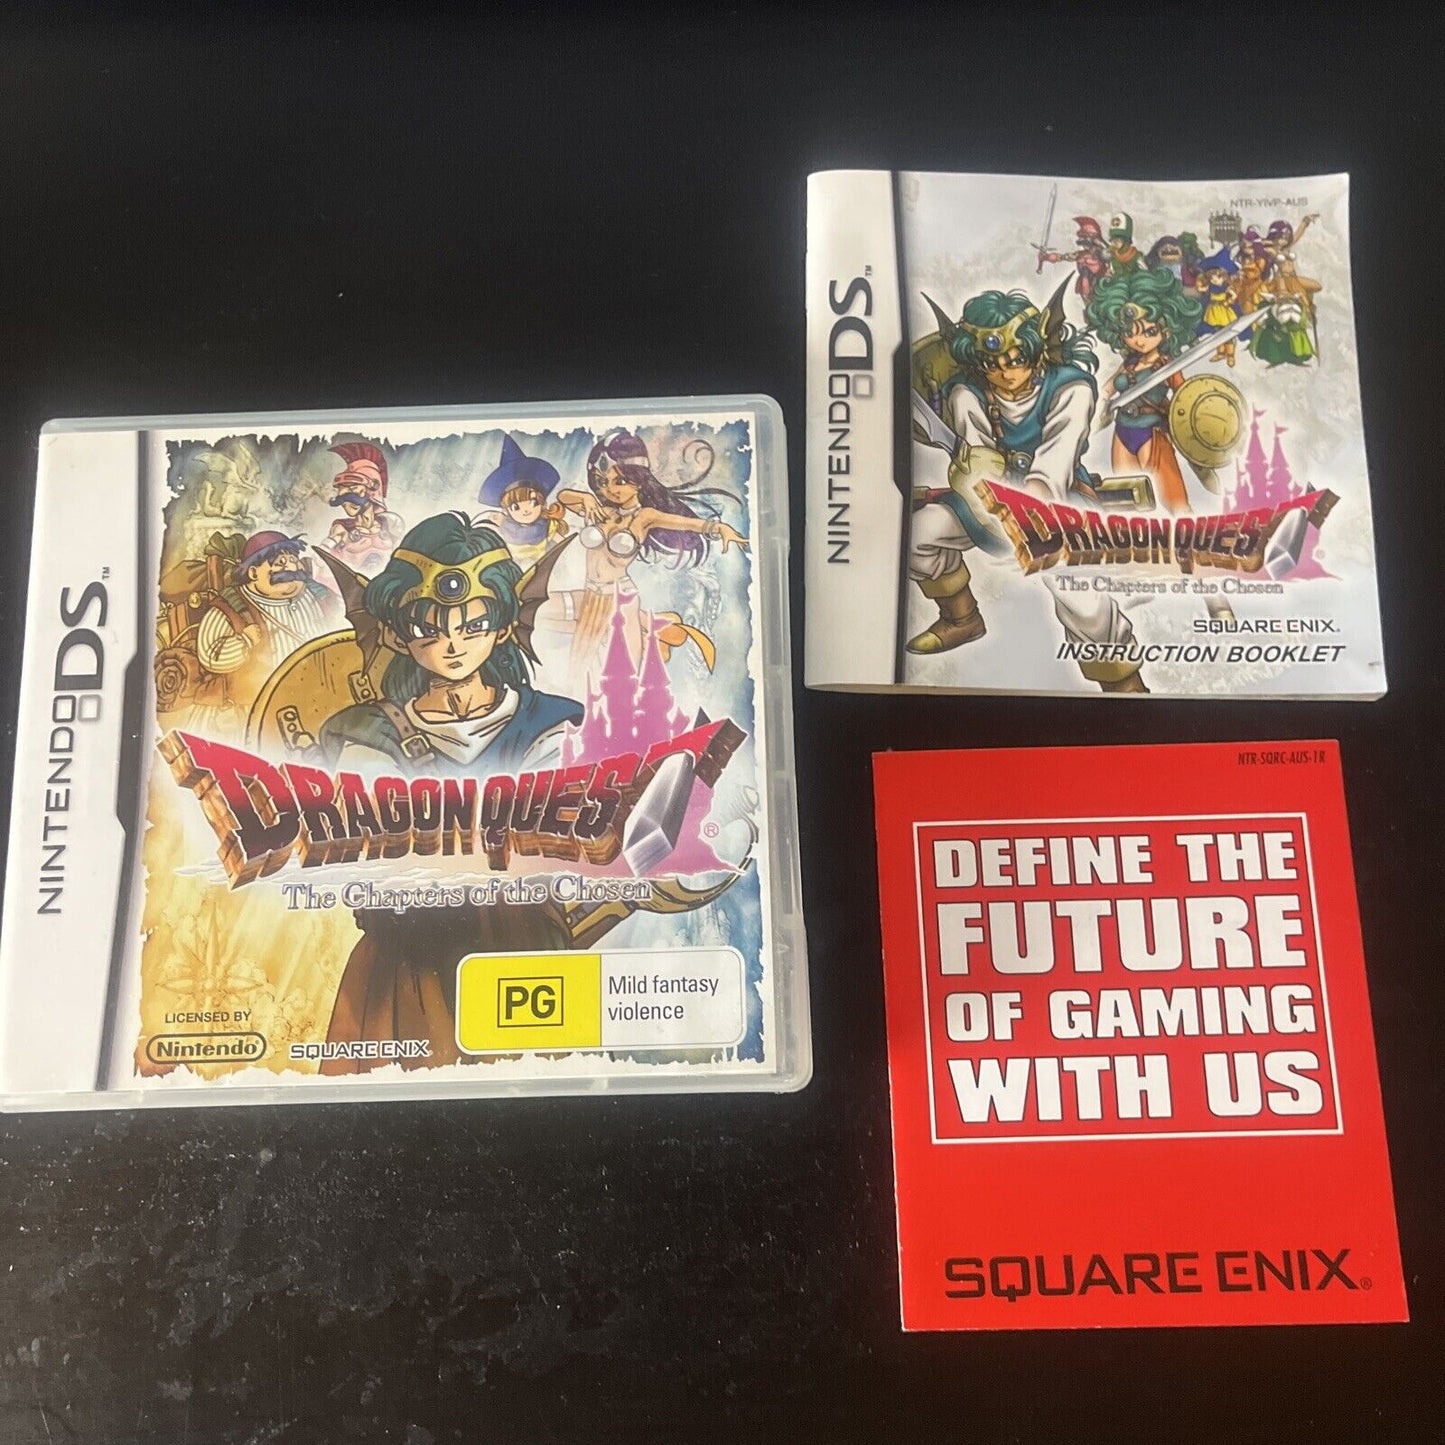 NINTENDO DS™
DRAGON QUEST®
The Chapters of the Chosen
PG
Mild fantasy
violence
LICENSED BY
Nintendo®
SQUARE ENIX.
NINTENDO DS™
NTR-YIVP-AUS
DRAGON QUEST®
The Chapters of the Chosen
SQUARE ENIX.
INSTRUCTION BOOKLET
NTR-SQRC-AUS-1R
DEFINE THE
FUTURE
OF GAMING
WITH US
SQUARE ENIX®